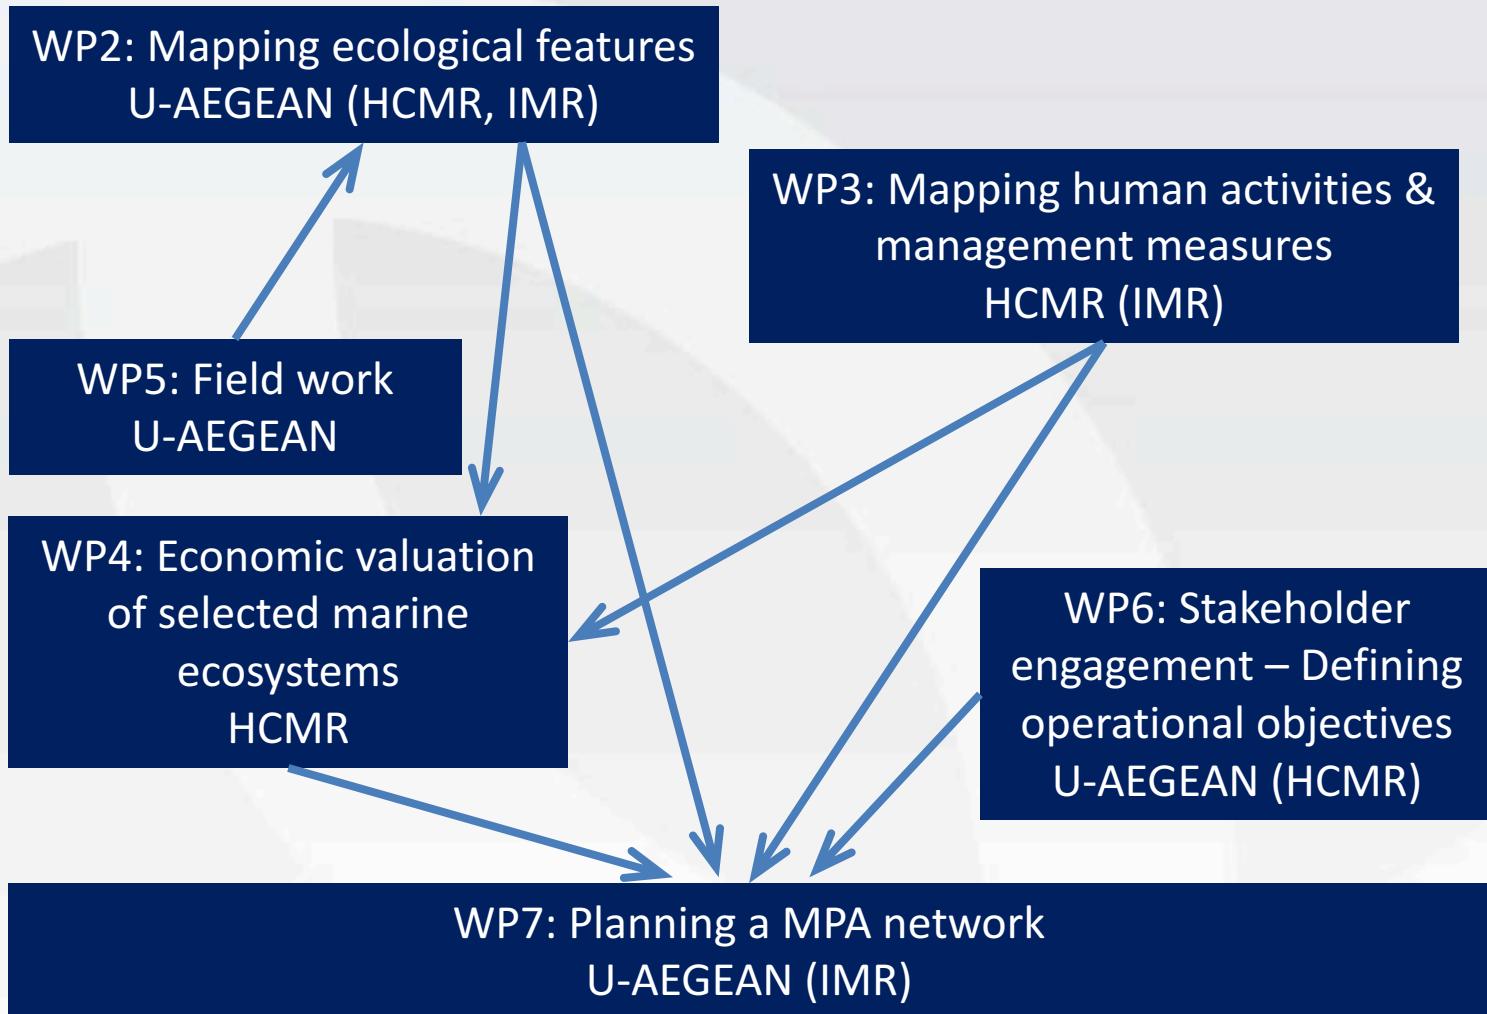 WP2: Mapping ecological features
U-AEGEAN (HCMR, IMR)
WP3: Mapping human activities &
management measures
HCMR (IMR)
WP5: Field work
U-AEGEAN
WP4: Economic valuation
of selected marine
ecosystems
HCMR
WP6: Stakeholder
engagement – Defining
operational objectives
U-AEGEAN (HCMR)
WP7: Planning a MPA network
U-AEGEAN (IMR)